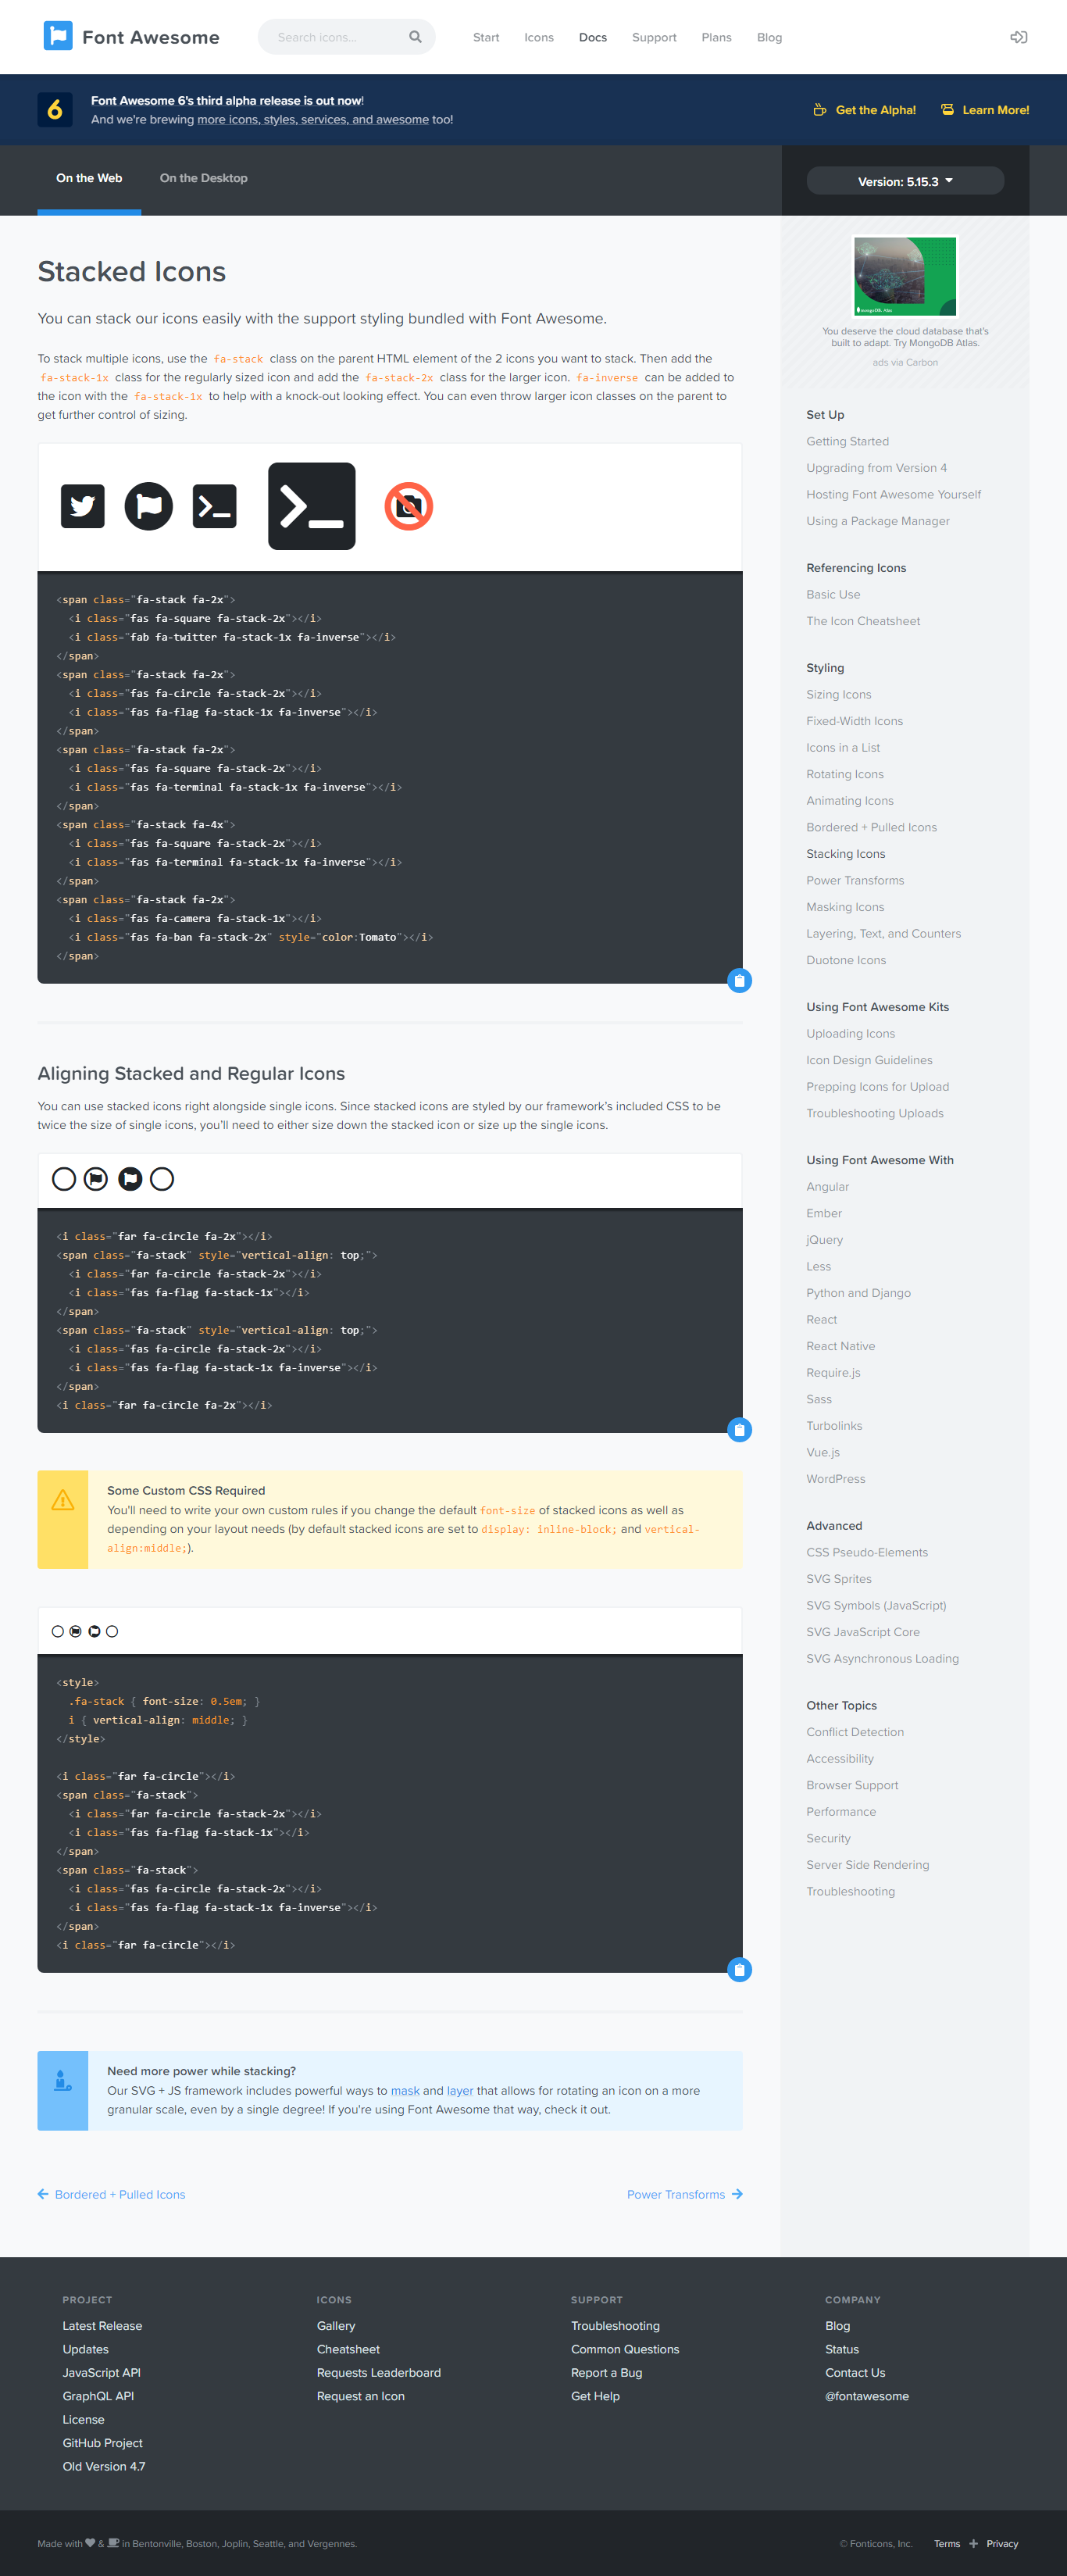 Font Awesome
Search icons...
Start
Icons
Docs
Support
Plans
Blog
6
Font Awesome 6's third alpha release is out now!
And we're brewing more icons, styles, services, and awesome too!
Get the Alpha!
Learn More!
On the Web
On the Desktop
Version: 5.15.3
Stacked Icons
You can stack our icons easily with the support styling bundled with Font Awesome.
To stack multiple icons, use the fa-stack class on the parent HTML element of the 2 icons you want to stack. Then add the
fa-stack-1x class for the regularly sized icon and add the fa-stack-2x class for the larger icon. fa-inverse can be added to
the icon with the fa-stack-1x to help with a knock-out looking effect. You can even throw larger icon classes on the parent to
get further control of sizing.
<span class="fa-stack fa-2x">
  <i class="fas fa-square fa-stack-2x"></i>
  <i class="fab fa-twitter fa-stack-1x fa-inverse"></i>
</span>
<span class="fa-stack fa-2x">
  <i class="fas fa-circle fa-stack-2x"></i>
  <i class="fas fa-flag fa-stack-1x fa-inverse"></i>
</span>
<span class="fa-stack fa-2x">
  <i class="fas fa-square fa-stack-2x"></i>
  <i class="fas fa-terminal fa-stack-1x fa-inverse"></i>
</span>
<span class="fa-stack fa-4x">
  <i class="fas fa-square fa-stack-2x"></i>
  <i class="fas fa-terminal fa-stack-1x fa-inverse"></i>
</span>
<span class="fa-stack fa-2x">
  <i class="fas fa-camera fa-stack-1x"></i>
  <i class="fas fa-ban fa-stack-2x" style="color:Tomato"></i>
</span>
Aligning Stacked and Regular Icons
You can use stacked icons right alongside single icons. Since stacked icons are styled by our framework's included CSS to be
twice the size of single icons, you'll need to either size down the stacked icon or size up the single icons.
<i class="far fa-circle fa-2x"></i>
<span class="fa-stack" style="vertical-align: top;">
  <i class="far fa-circle fa-stack-2x"></i>
  <i class="fas fa-flag fa-stack-1x"></i>
</span>
<span class="fa-stack" style="vertical-align: top;">
  <i class="fas fa-circle fa-stack-2x"></i>
  <i class="fas fa-flag fa-stack-1x fa-inverse"></i>
</span>
<i class="far fa-circle fa-2x"></i>
Some Custom CSS Required
You'll need to write your own custom rules if you change the default font-size of stacked icons as well as
depending on your layout needs (by default stacked icons are set to display: inline-block; and vertical-
align:middle;).
<style>
  .fa-stack { font-size: 0.5em; }
  i { vertical-align: middle; }
</style>
<i class="far fa-circle"></i>
<span class="fa-stack">
  <i class="far fa-circle fa-stack-2x"></i>
  <i class="fas fa-flag fa-stack-1x"></i>
</span>
<span class="fa-stack">
  <i class="fas fa-circle fa-stack-2x"></i>
  <i class="fas fa-flag fa-stack-1x fa-inverse"></i>
</span>
<i class="far fa-circle"></i>
Need more power while stacking?
Our SVG + JS framework includes powerful ways to mask and layer that allows for rotating an icon on a more
granular scale, even by a single degree! If you're using Font Awesome that way, check it out.
Bordered + Pulled Icons
Power Transforms
mongoDB. Atlas
You deserve the cloud database that's
built to adapt. Try MongoDB Atlas.
ads via Carbon
Set Up
Getting Started
Upgrading from Version 4
Hosting Font Awesome Yourself
Using a Package Manager
Referencing Icons
Basic Use
The Icon Cheatsheet
Styling
Sizing Icons
Fixed-Width Icons
Icons in a List
Rotating Icons
Animating Icons
Bordered + Pulled Icons
Stacking Icons
Power Transforms
Masking Icons
Layering, Text, and Counters
Duotone Icons
Using Font Awesome Kits
Uploading Icons
Icon Design Guidelines
Prepping Icons for Upload
Troubleshooting Uploads
Using Font Awesome With
Angular
Ember
jQuery
Less
Python and Django
React
React Native
Require.js
Sass
Turbolinks
Vue.js
WordPress
Advanced
CSS Pseudo-Elements
SVG Sprites
SVG Symbols (JavaScript)
SVG JavaScript Core
SVG Asynchronous Loading
Other Topics
Conflict Detection
Accessibility
Browser Support
Performance
Security
Server Side Rendering
Troubleshooting
PROJECT
Latest Release
Updates
JavaScript API
GraphQL API
License
GitHub Project
Old Version 4.7
ICONS
Gallery
Cheatsheet
Requests Leaderboard
Request an Icon
SUPPORT
Troubleshooting
Common Questions
Report a Bug
Get Help
COMPANY
Blog
Status
Contact Us
@fontawesome
Made with & in Bentonville, Boston, Joplin, Seattle, and Vergennes.
© Fonticons, Inc.
Terms
Privacy